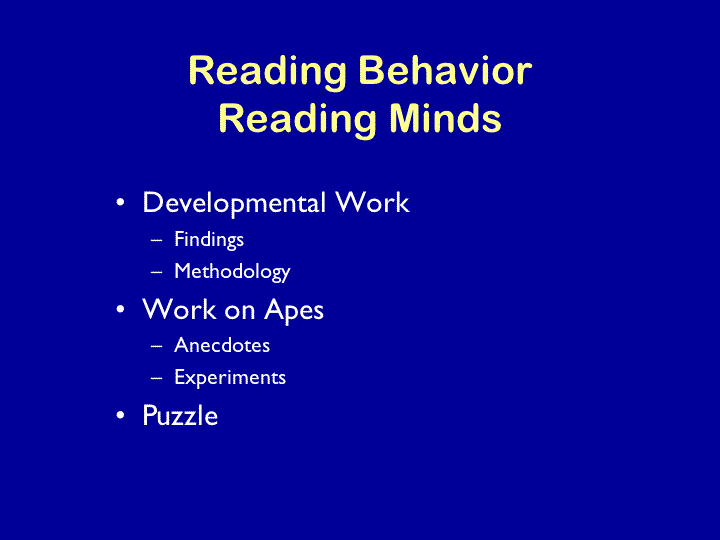 Reading Behavior
Reading Minds
• Developmental Work
– Findings
– Methodology
• Work on Apes
– Anecdotes
– Experiments
• Puzzle